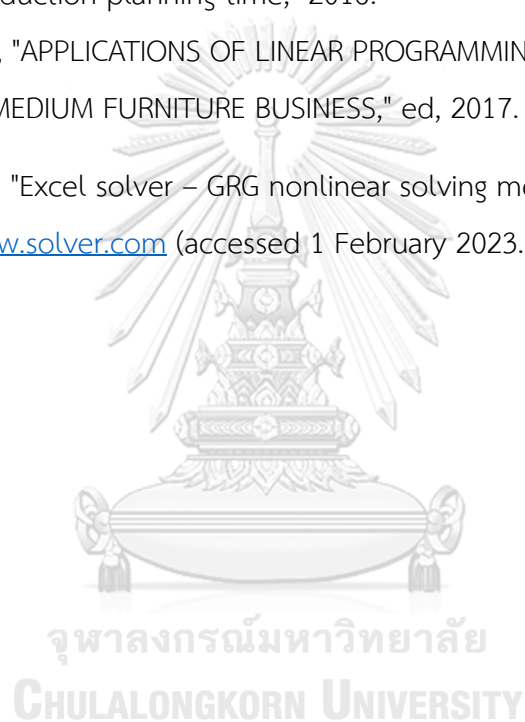 duction planning time," 2016.
, "APPLICATIONS OF LINEAR PROGRAMMIN
MEDIUM FURNITURE BUSINESS," ed, 2017.
"Excel solver – GRG nonlinear solving me
w.solver.com (accessed 1 February 2023.
จุฬาลงกรณ์มหาวิทยาลัย
CHULALONGKORN UNIVERSITY